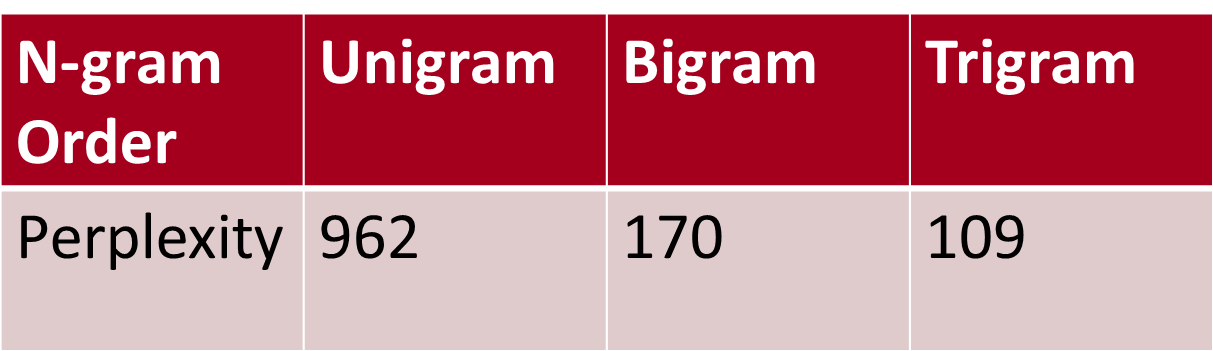 N-gram Order Unigram Bigram Trigram
Perplexity 962 170 109